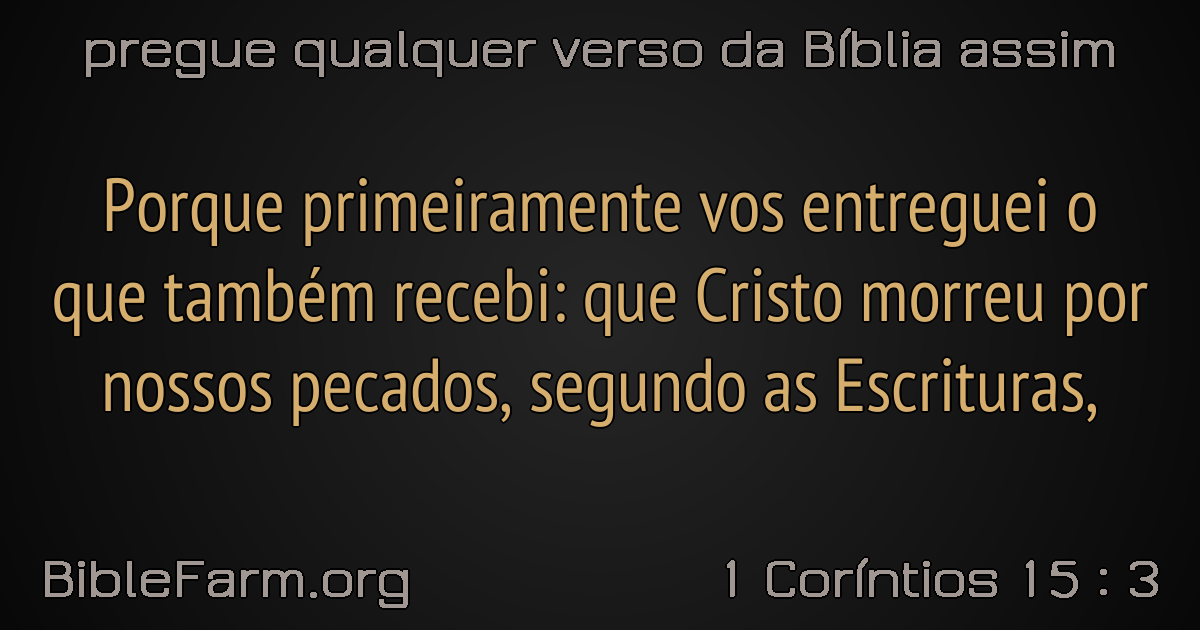 pregue qualquer verso da Bíblia assim
Porque primeiramente vos entreguei o
que também recebi: que Cristo morreu por
nossos pecados, segundo as Escrituras,
BibleFarm.org
1 Coríntios 15 : 3